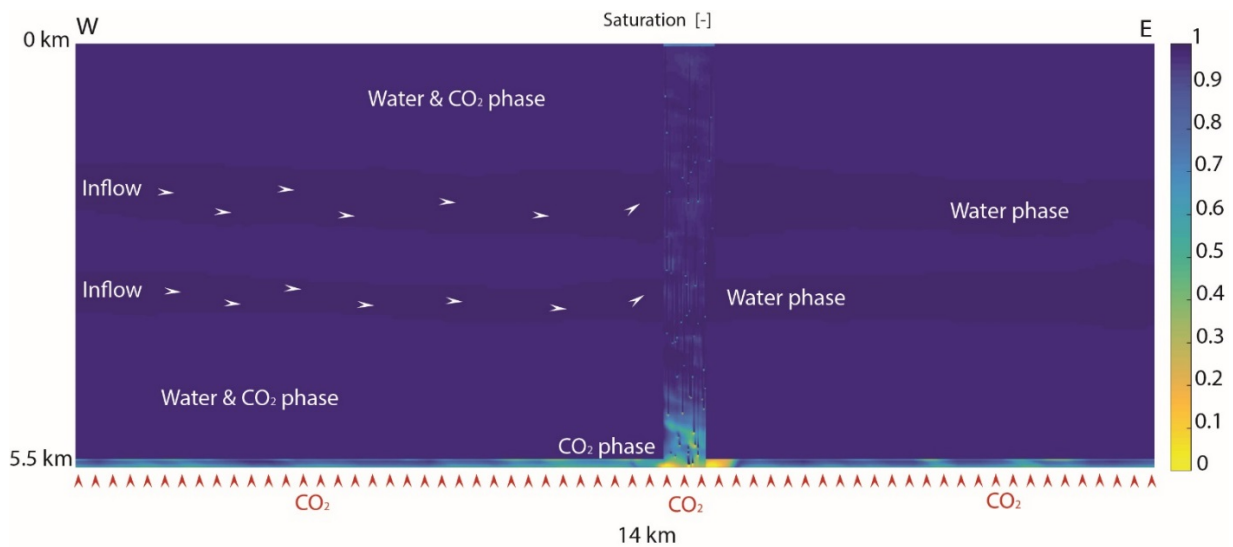 W
Saturation [-]
E
0 km
1
Water & CO₂ phase
0.9
0.8
Inflow
0.7
Water phase
0.6
0.5
Inflow
Water phase
0.4
0.3
Water & CO₂ phase
0.2
CO₂ phase
0.1
5.5 km
0
CO₂
CO₂
CO₂
14 km